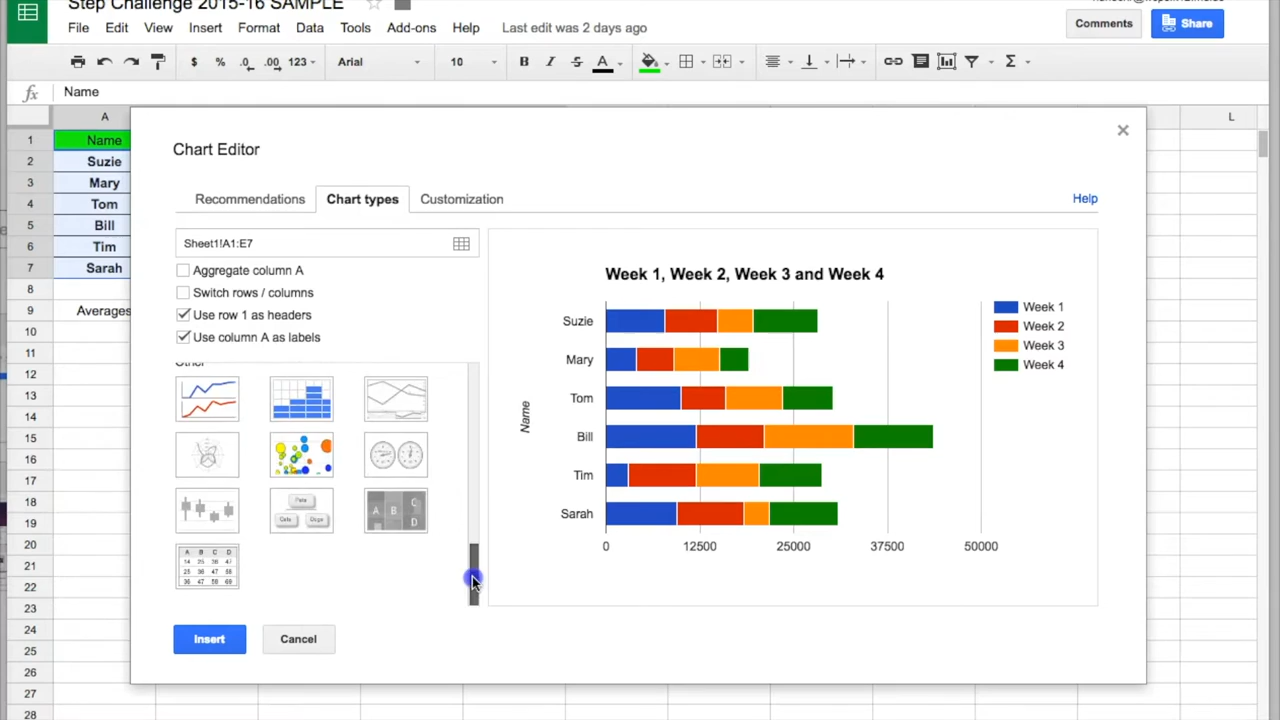 Step Challenge 2015-16 SAMPLE
File Edit View Insert Format Data Tools Add-ons Help Last edit was 2 days ago
Comments
Share
$ % .0 .00 123 Arial 10 B I S A Σ
fx Name
A L
1 Name
2 Suzie
3 Mary
4 Tom
5 Bill
6 Tim
7 Sarah
8
9 Averages
10
11
12
13
14
15
16
17
18
19
20
21
22
23
24
25
26
27
28
Chart Editor
Recommendations Chart types Customization
Help
Sheet1!A1:E7
Aggregate column A
Switch rows / columns
Use row 1 as headers
Use column A as labels
Other
A B C D
Insert Cancel
Week 1, Week 2, Week 3 and Week 4
Name
Suzie
Mary
Tom
Bill
Tim
Sarah
0 12500 25000 37500 50000
Week 1
Week 2
Week 3
Week 4